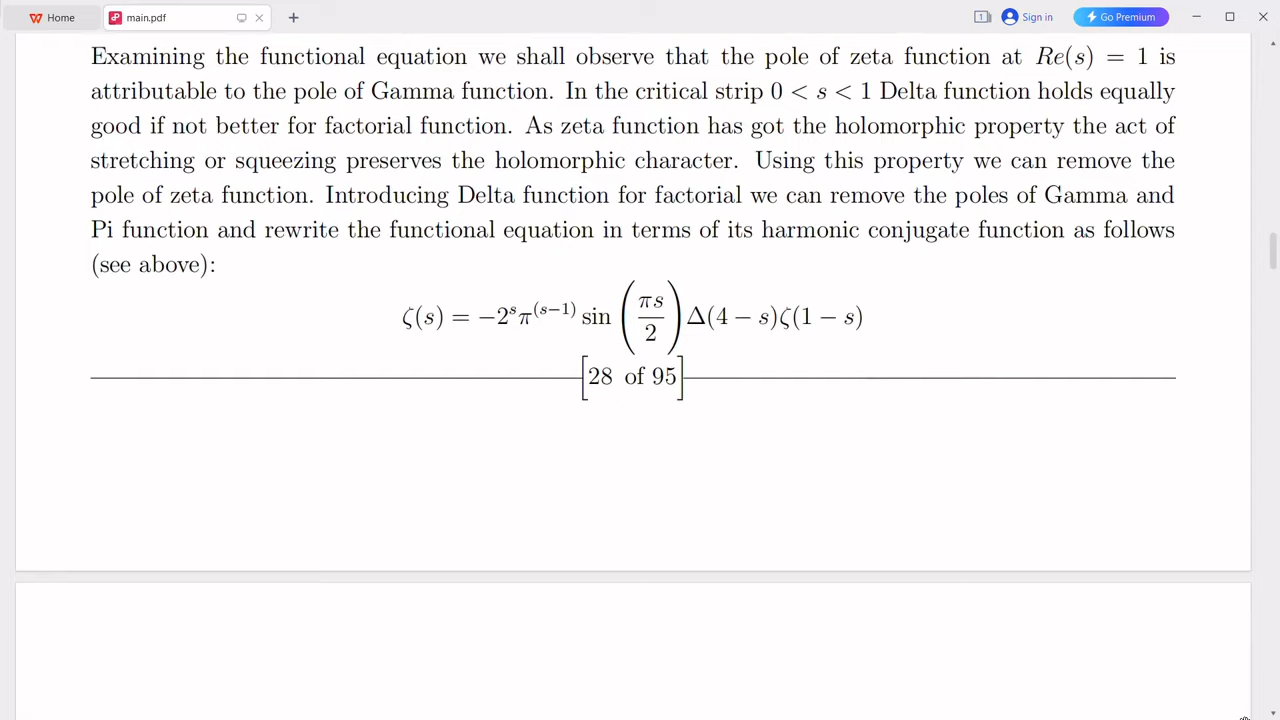 Home
main.pdf
1
Sign in
Go Premium
Examining the functional equation we shall observe that the pole of zeta function at Re(s) = 1 is
attributable to the pole of Gamma function. In the critical strip 0 < s < 1 Delta function holds equally
good if not better for factorial function. As zeta function has got the holomorphic property the act of
stretching or squeezing preserves the holomorphic character. Using this property we can remove the
pole of zeta function. Introducing Delta function for factorial we can remove the poles of Gamma and
Pi function and rewrite the functional equation in terms of its harmonic conjugate function as follows
(see above):
ζ(s) = −2^s π^(s−1) sin(πs/2) Δ(4 − s)ζ(1 − s)
[28 of 95]